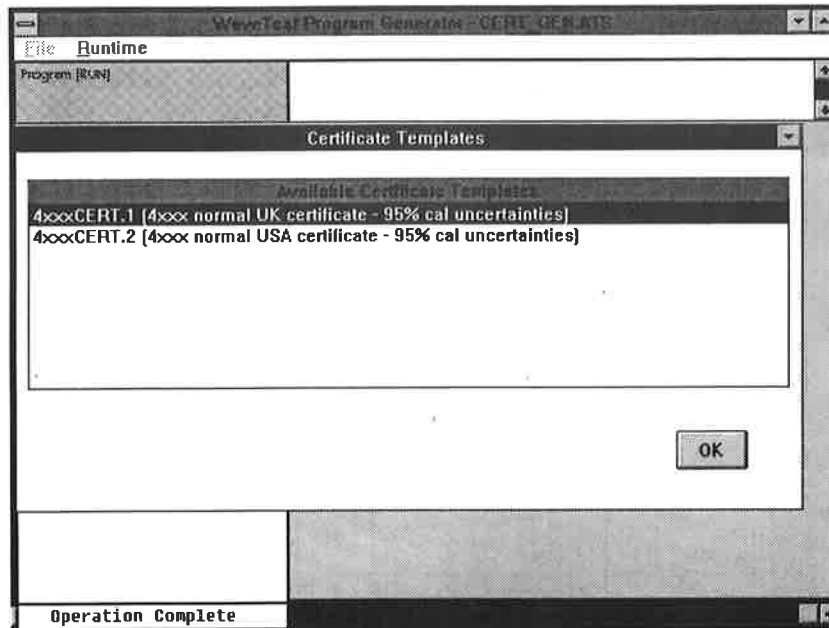 WaveTest Program Generator - CERT_GEN.ATS
File Runtime
Program [RUN]
Certificate Templates
Available Certificate Templates
4xxxCERT.1 (4xxx normal UK certificate - 95% cal uncertainties)
4xxxCERT.2 (4xxx normal USA certificate - 95% cal uncertainties)
OK
Operation Complete